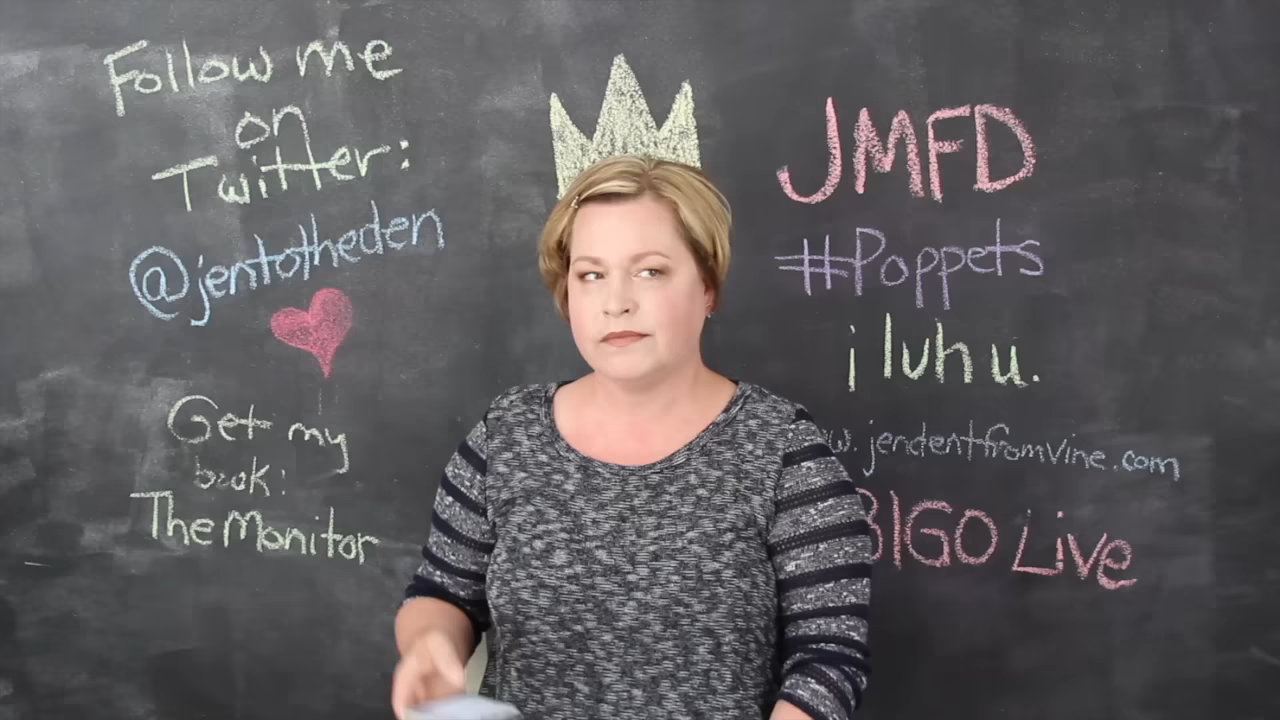 Follow me
on
Twitter:
@jentotheden
Get my
book:
The Monitor
JMFD
#Poppets
i luh u.
w.jendentfromvine.com
BIGO Live